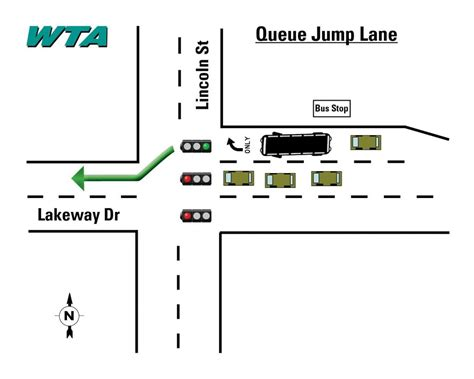 WTA
Queue Jump Lane
Lincoln St
Bus Stop
ONLY
Lakeway Dr
N